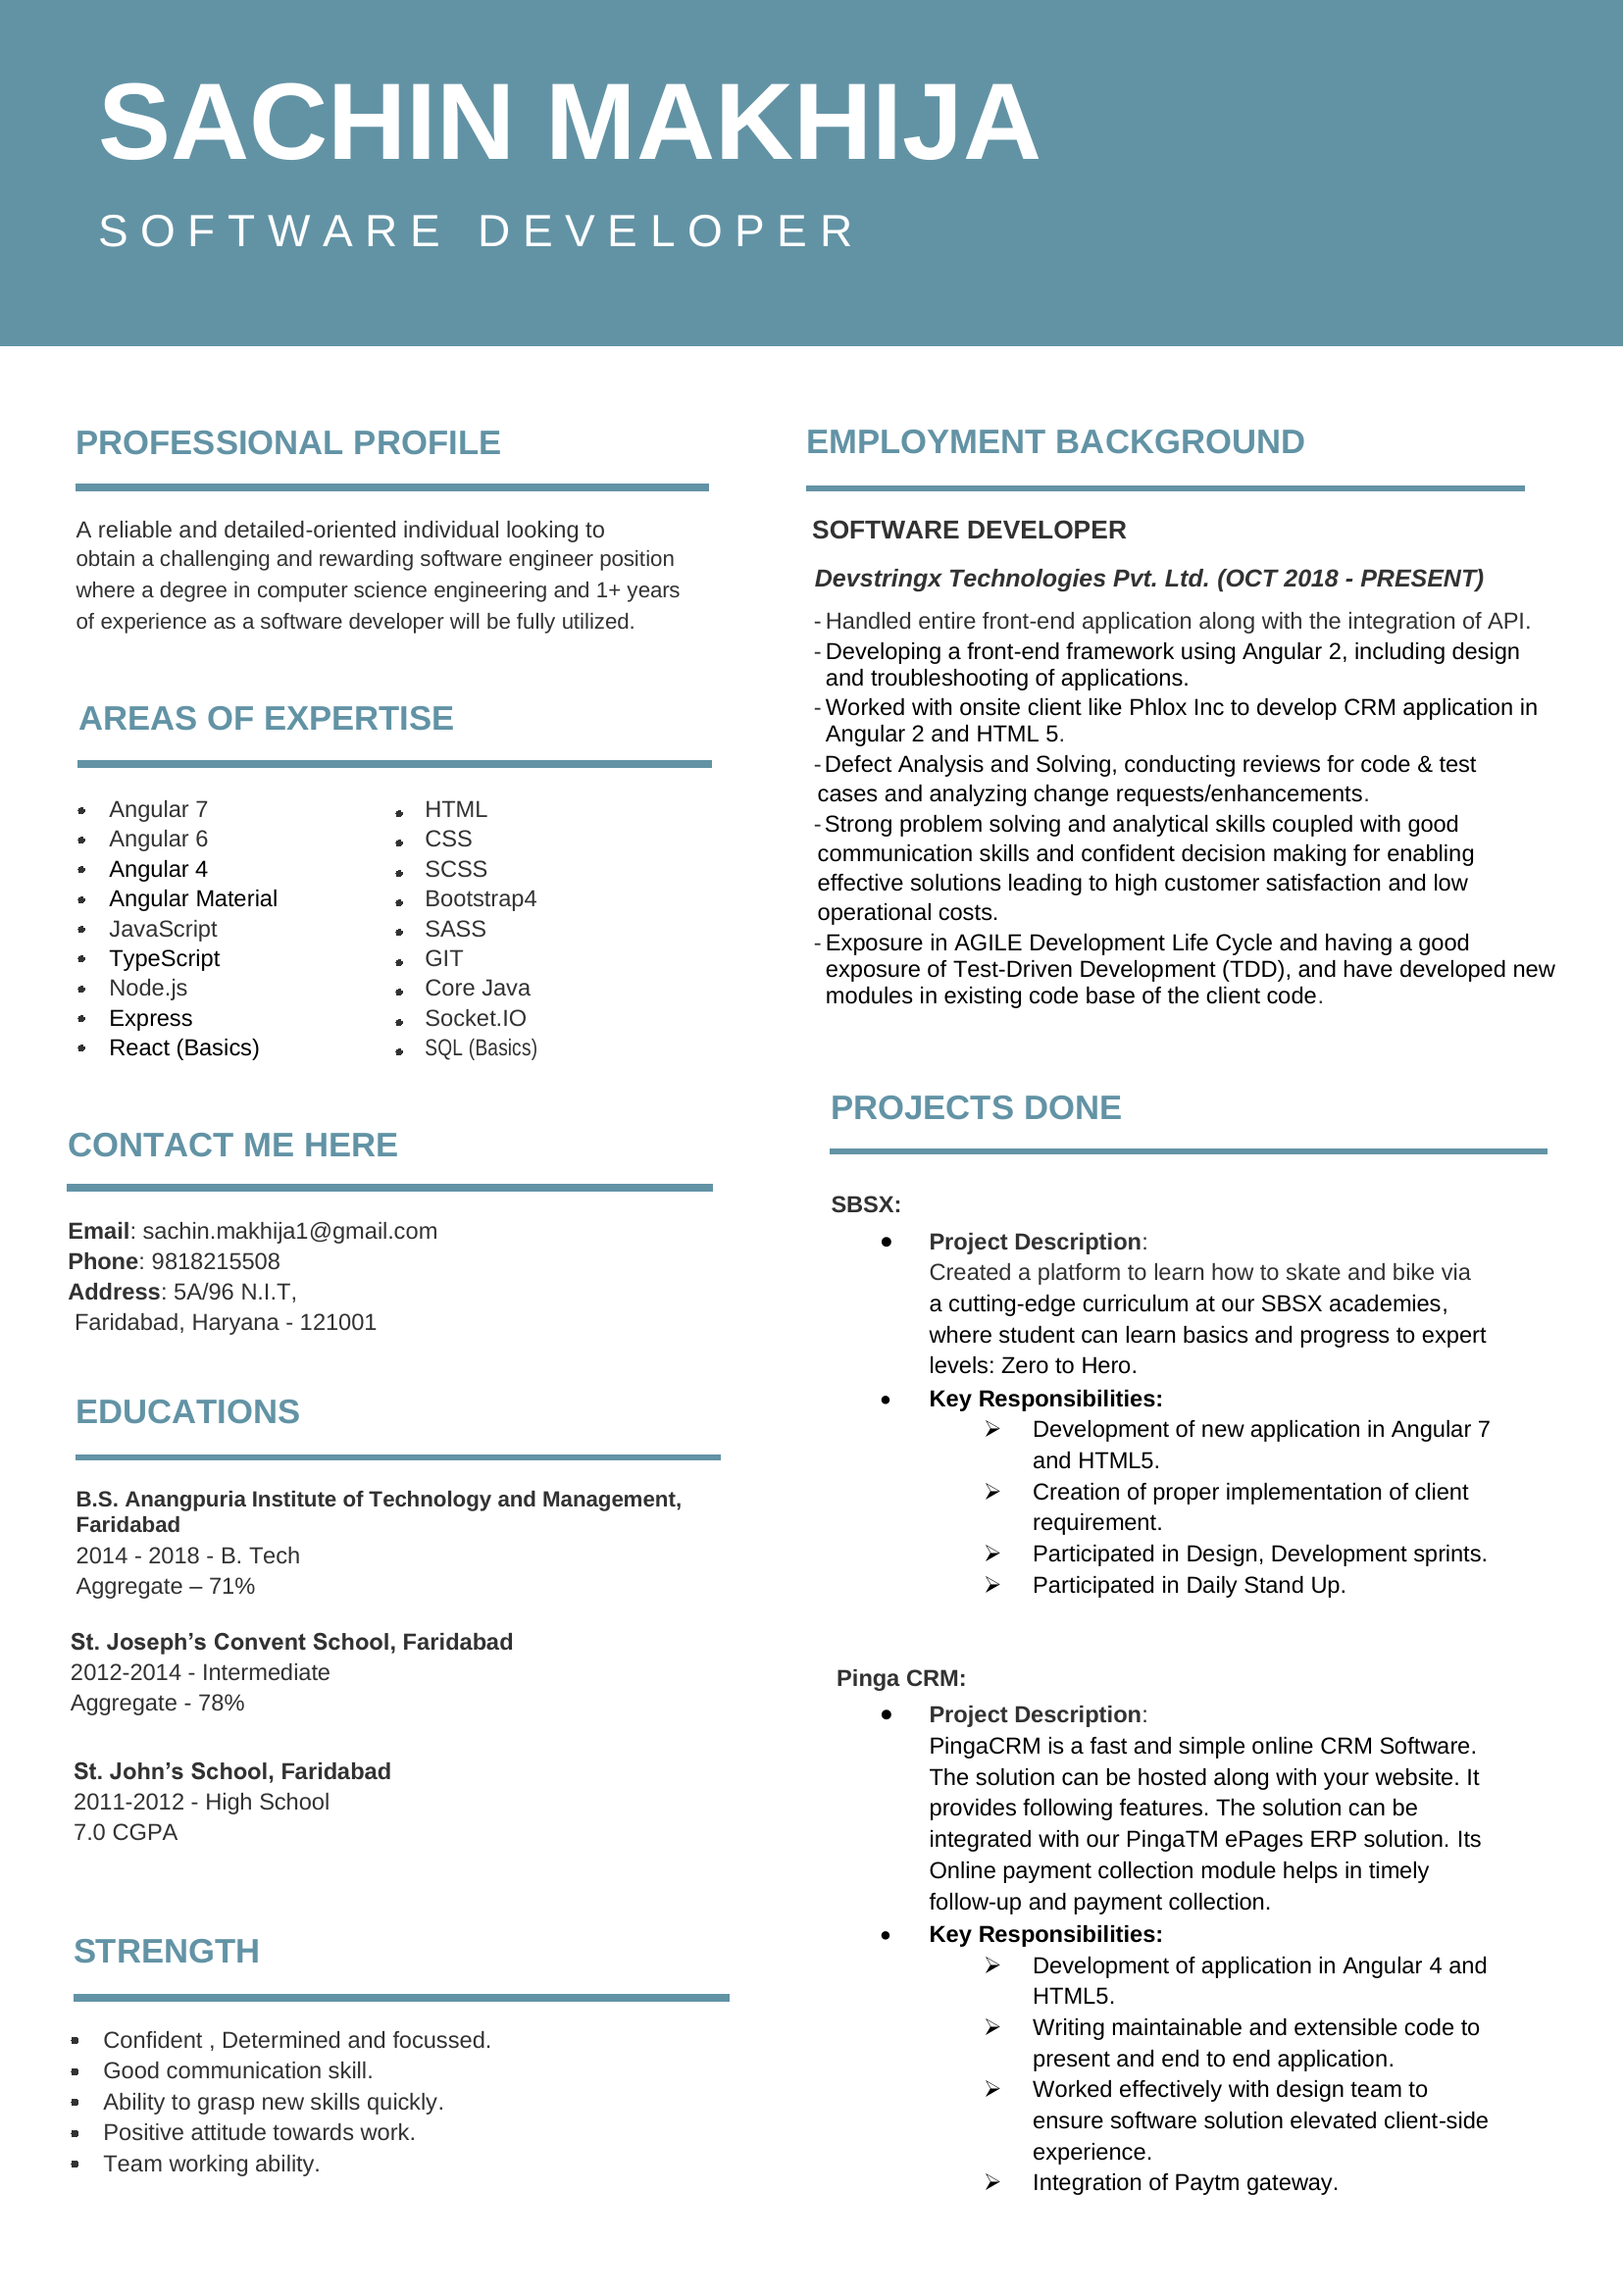 SACHIN MAKHIJA
SOFTWARE DEVELOPER
PROFESSIONAL PROFILE
A reliable and detailed-oriented individual looking to
obtain a challenging and rewarding software engineer position
where a degree in computer science engineering and 1+ years
of experience as a software developer will be fully utilized.
AREAS OF EXPERTISE
• Angular 7
• Angular 6
• Angular 4
• Angular Material
• JavaScript
• TypeScript
• Node.js
• Express
• React (Basics)
• HTML
• CSS
• SCSS
• Bootstrap4
• SASS
• GIT
• Core Java
• Socket.IO
• SQL (Basics)
CONTACT ME HERE
Email: sachin.makhija1@gmail.com
Phone: 9818215508
Address: 5A/96 N.I.T,
Faridabad, Haryana - 121001
EDUCATIONS
B.S. Anangpuria Institute of Technology and Management,
Faridabad
2014 - 2018 - B. Tech
Aggregate – 71%
St. Joseph’s Convent School, Faridabad
2012-2014 - Intermediate
Aggregate - 78%
St. John’s School, Faridabad
2011-2012 - High School
7.0 CGPA
STRENGTH
• Confident , Determined and focussed.
• Good communication skill.
• Ability to grasp new skills quickly.
• Positive attitude towards work.
• Team working ability.
EMPLOYMENT BACKGROUND
SOFTWARE DEVELOPER
Devstringx Technologies Pvt. Ltd. (OCT 2018 - PRESENT)
- Handled entire front-end application along with the integration of API.
- Developing a front-end framework using Angular 2, including design
and troubleshooting of applications.
- Worked with onsite client like Phlox Inc to develop CRM application in
Angular 2 and HTML 5.
- Defect Analysis and Solving, conducting reviews for code & test
cases and analyzing change requests/enhancements.
- Strong problem solving and analytical skills coupled with good
communication skills and confident decision making for enabling
effective solutions leading to high customer satisfaction and low
operational costs.
- Exposure in AGILE Development Life Cycle and having a good
exposure of Test-Driven Development (TDD), and have developed new
modules in existing code base of the client code.
PROJECTS DONE
SBSX:
• Project Description:
Created a platform to learn how to skate and bike via
a cutting-edge curriculum at our SBSX academies,
where student can learn basics and progress to expert
levels: Zero to Hero.
• Key Responsibilities:
➢ Development of new application in Angular 7
and HTML5.
➢ Creation of proper implementation of client
requirement.
➢ Participated in Design, Development sprints.
➢ Participated in Daily Stand Up.
Pinga CRM:
• Project Description:
PingaCRM is a fast and simple online CRM Software.
The solution can be hosted along with your website. It
provides following features. The solution can be
integrated with our PingaTM ePages ERP solution. Its
Online payment collection module helps in timely
follow-up and payment collection.
• Key Responsibilities:
➢ Development of application in Angular 4 and
HTML5.
➢ Writing maintainable and extensible code to
present and end to end application.
➢ Worked effectively with design team to
ensure software solution elevated client-side
experience.
➢ Integration of Paytm gateway.